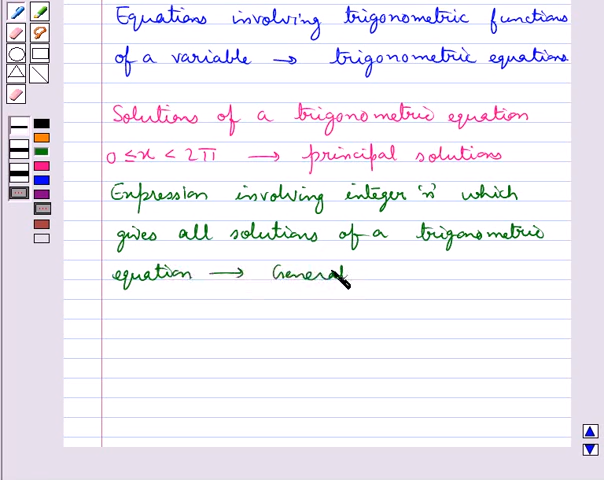 Equations involving trigonometric functions
of a variable → trigonometric equations
Solutions of a trigonometric equation
0 ≤ x < 2π → principal solutions
Expression involving integer 'n' which
gives all solutions of a trigonometric
equation → General